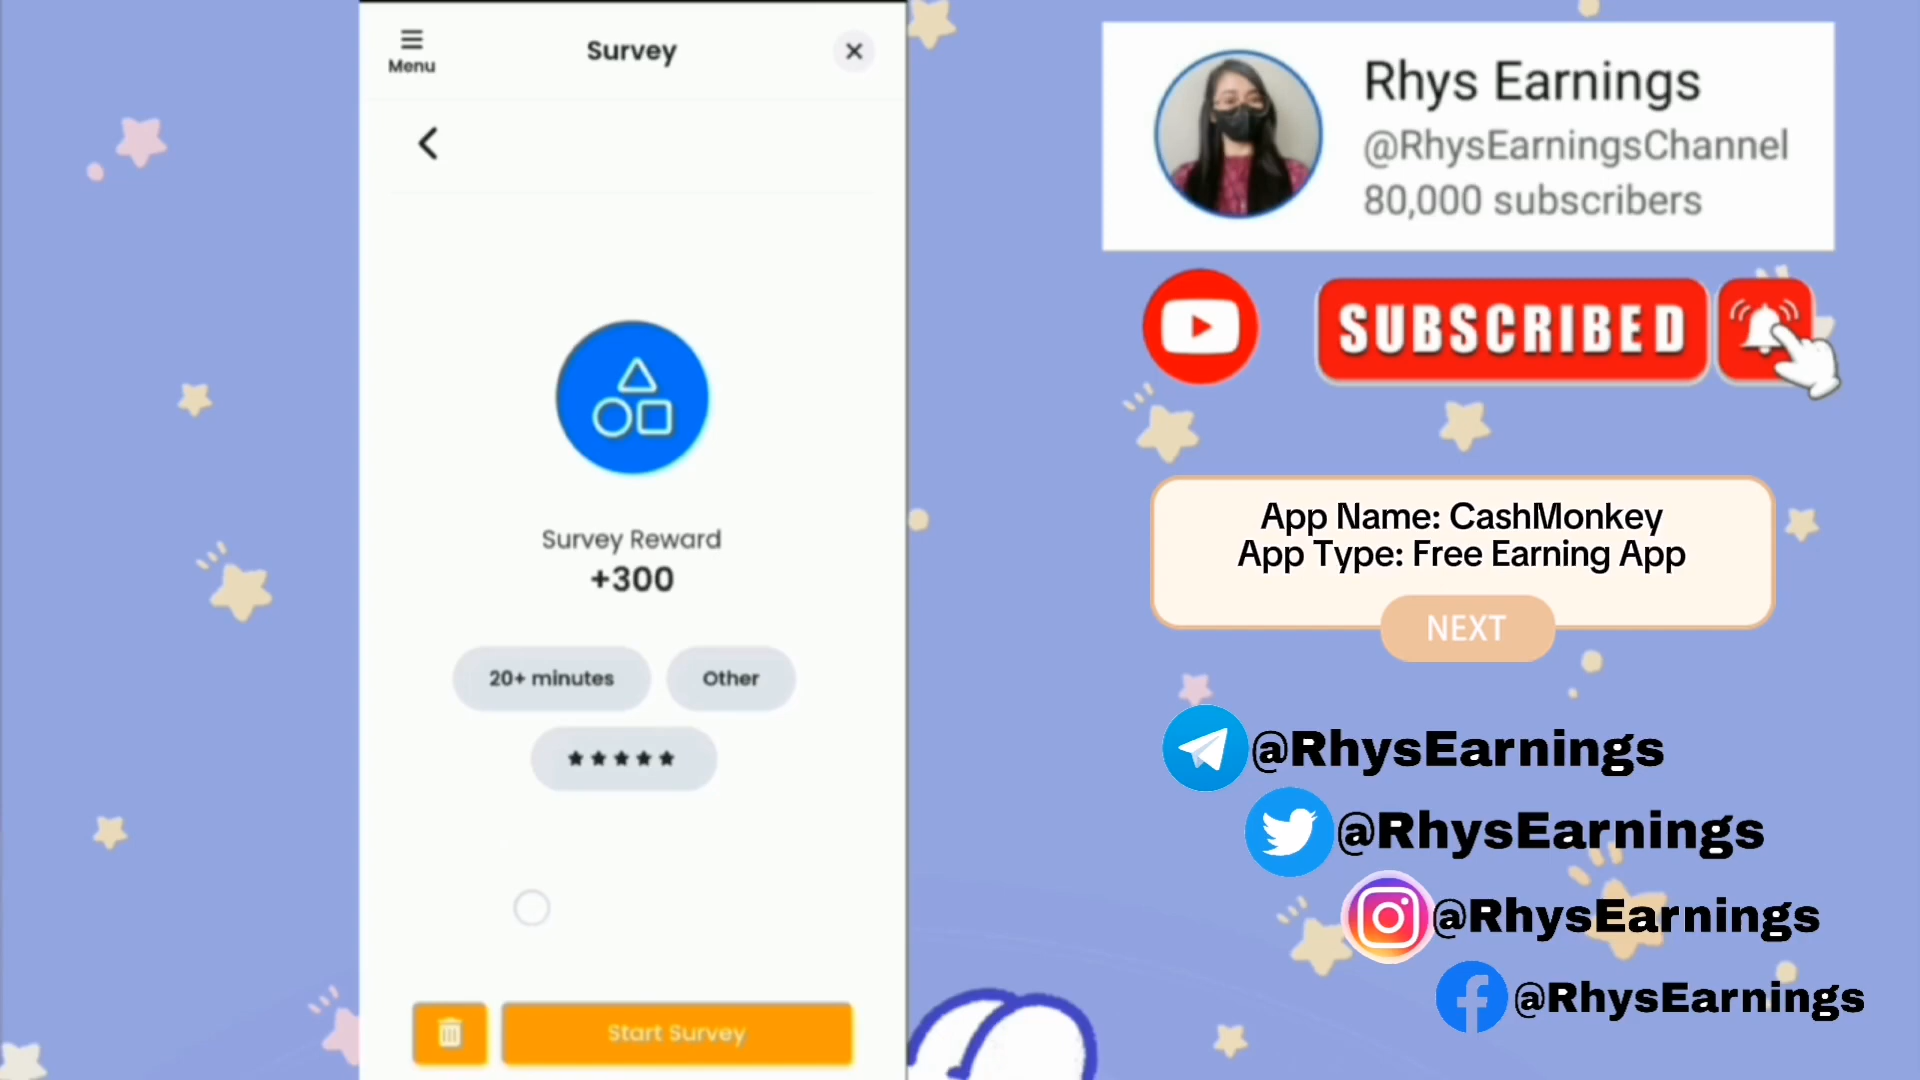 Menu
Survey
Survey Reward
+300
20+ minutes
Other
Start Survey
Rhys Earnings
@RhysEarningsChannel
80,000 subscribers
SUBSCRIBED
App Name: CashMonkey
App Type: Free Earning App
NEXT
@RhysEarnings
@RhysEarnings
@RhysEarnings
@RhysEarnings